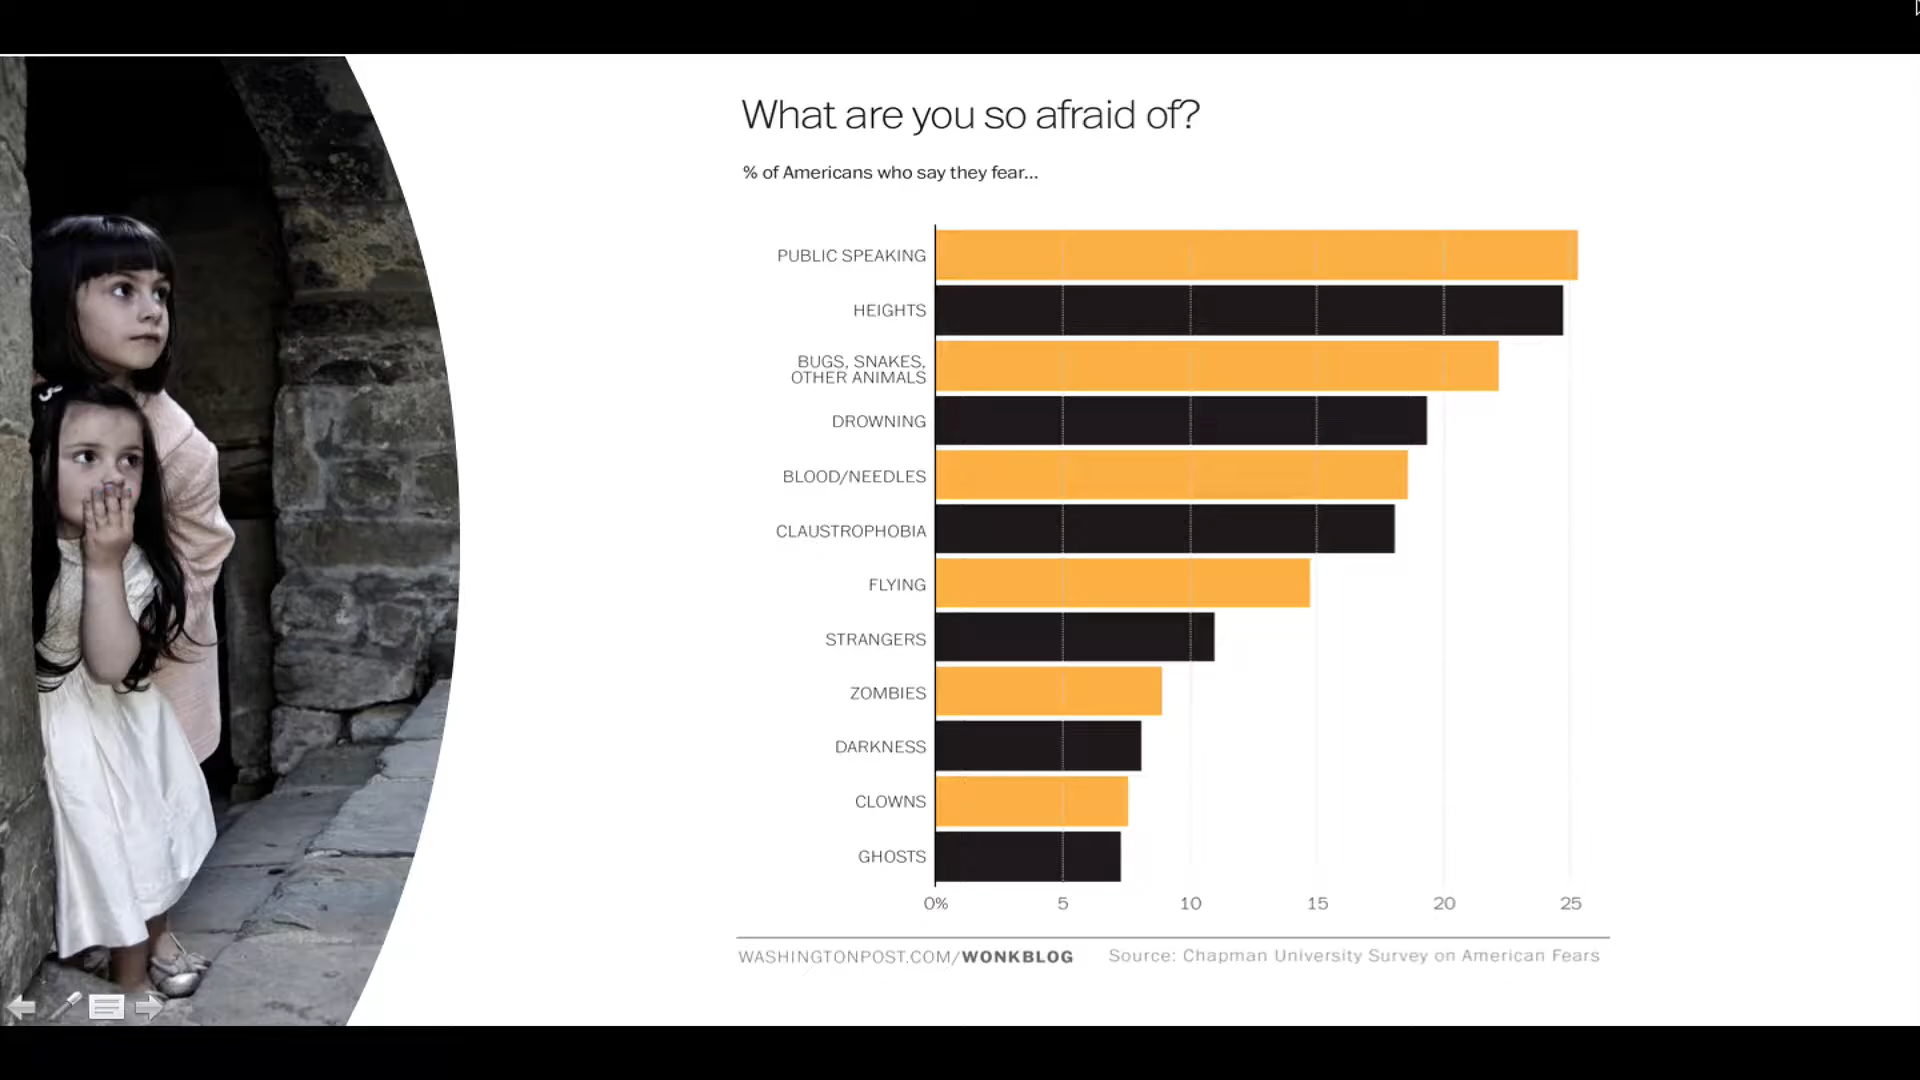 What are you so afraid of?
% of Americans who say they fear...
PUBLIC SPEAKING
HEIGHTS
BUGS, SNAKES,
OTHER ANIMALS
DROWNING
BLOOD/NEEDLES
CLAUSTROPHOBIA
FLYING
STRANGERS
ZOMBIES
DARKNESS
CLOWNS
GHOSTS
0% 5 10 15 20 25
WASHINGTONPOST.COM/WONKBLOG Source: Chapman University Survey on American Fears